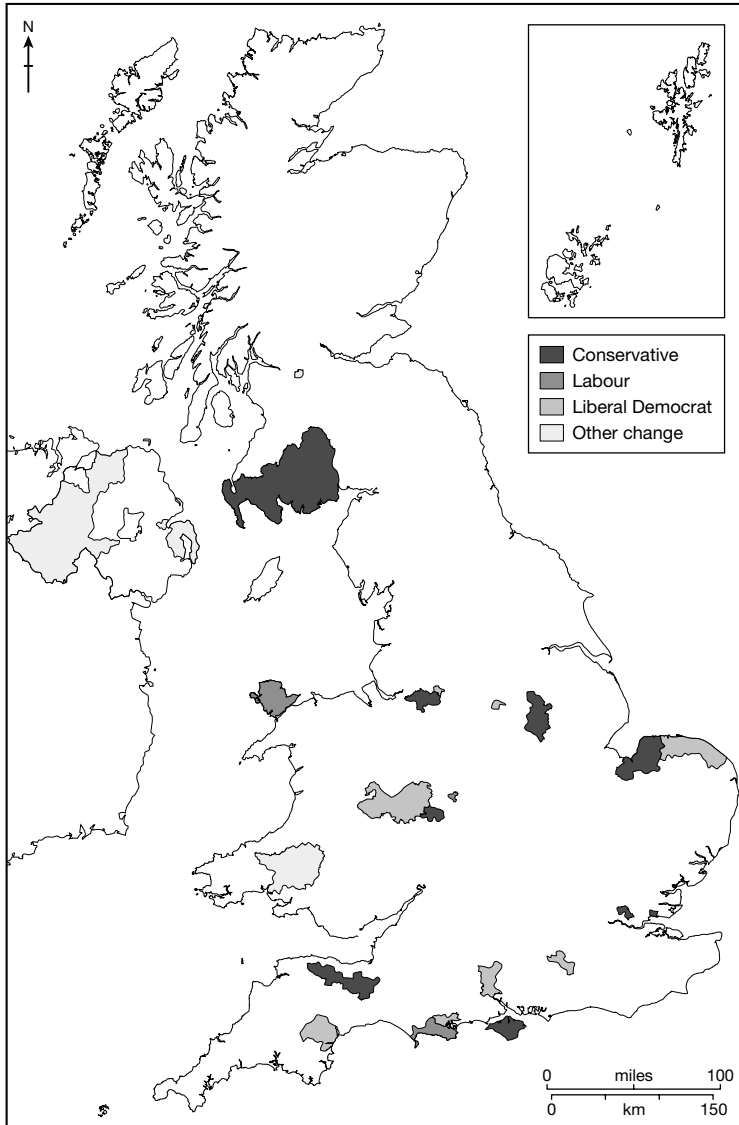 N
Conservative
Labour
Liberal Democrat
Other change
0 miles 100
0 km 150